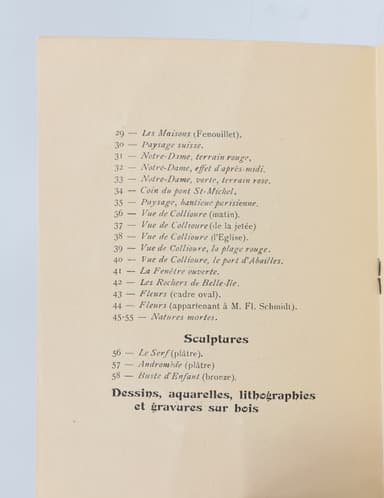 29 — Les Maisons (Fenouillet).
30 — Paysage suisse.
31 — Notre-Dame, terrain rouge.
32 — Notre-Dame, effet d'après-midi.
33 — Notre-Dame, verte, terrain rose.
34 — Coin du pont St-Michel.
35 — Paysage, banlieue parisienne.
36 — Vue de Collioure (matin).
37 — Vue de Collioure (de la jetée)
38 — Vue de Collioure (l'Eglise).
39 — Vue de Collioure, la plage rouge.
40 — Vue de Collioure, le port d'Abailles.
41 — La Fenêtre ouverte.
42 — Les Rochers de Belle-Ile.
43 — Fleurs (cadre oval).
44 — Fleurs (appartenant à M. Fl. Schmidt).
45-55 — Natures mortes.
Sculptures
56 — Le Serf (plâtre).
57 — Andromède (plâtre)
58 — Buste d'Enfant (bronze).
Dessins, aquarelles, lithographies
et gravures sur bois